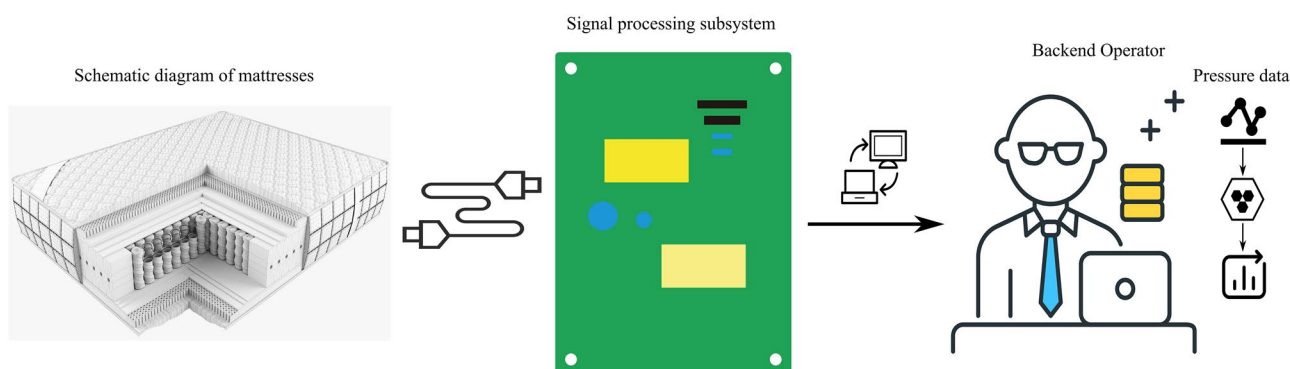 Schematic diagram of mattresses
Signal processing subsystem
Backend Operator
Pressure data